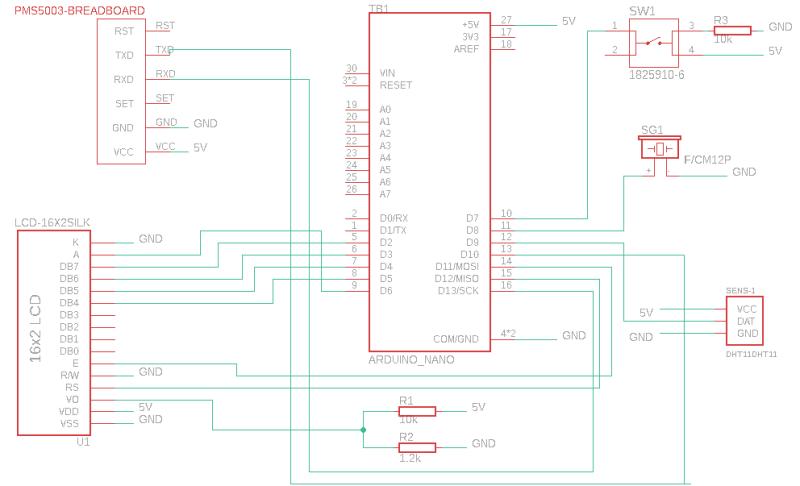 PMS5003-BREADBOARD
RST RST
TXD TXD
RXD RXD
SET SET
GND GND GND
VCC VCC 5V
LCD-16X2SILK
16x2 LCD
K GND
A
DB7
DB6
DB5
DB4
DB3
DB2
DB1
DB0
E
R/W GND
RS
VO
VDD 5V
VSS GND
U1
TB1
+5V 27 5V
3V3 17
AREF 18
30 VIN
3*2 RESET
19 A0
20 A1
21 A2
22 A3
23 A4
24 A5
25 A6
26 A7
2 D0/RX D7 10
1 D1/TX D8 11
5 D2 D9 12
6 D3 D10 13
7 D4 D11/MOSI 14
8 D5 D12/MISO 15
9 D6 D13/SCK 16
COM/GND 4*2 GND
ARDUINO_NANO
R1 5V
10k
R2 GND
1.2k
SW1
1 3
2 4
1825910-6
R3 GND
10k
5V
SG1
F/CM12P
+ -
GND
SENS-1
VCC
5V DAT
GND GND
DHT11DHT11